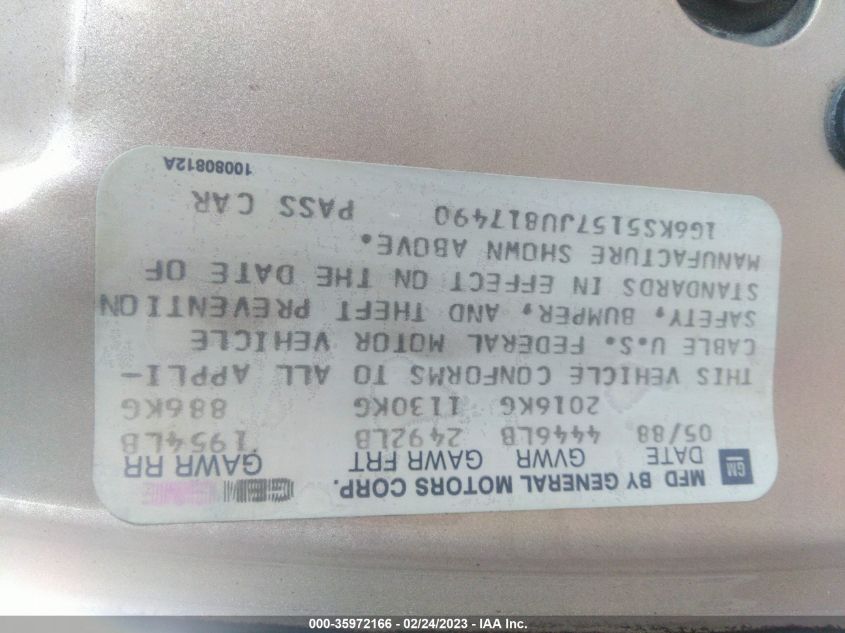 GM MFD BY GENERAL MOTORS CORP.
DATE GVWR GAWR FRT GAWR RR
05/88 4446LB 2492LB 1954LB
2016KG 1130KG 886KG
THIS VEHICLE CONFORMS TO ALL APPLI-
CABLE U.S. FEDERAL MOTOR VEHICLE
SAFETY, BUMPER, AND THEFT PREVENTION
STANDARDS IN EFFECT ON THE DATE OF
MANUFACTURE SHOWN ABOVE.
1G6KS5157JU817490 PASS CAR
10080812A
000-35972166 - 02/24/2023 - IAA Inc.